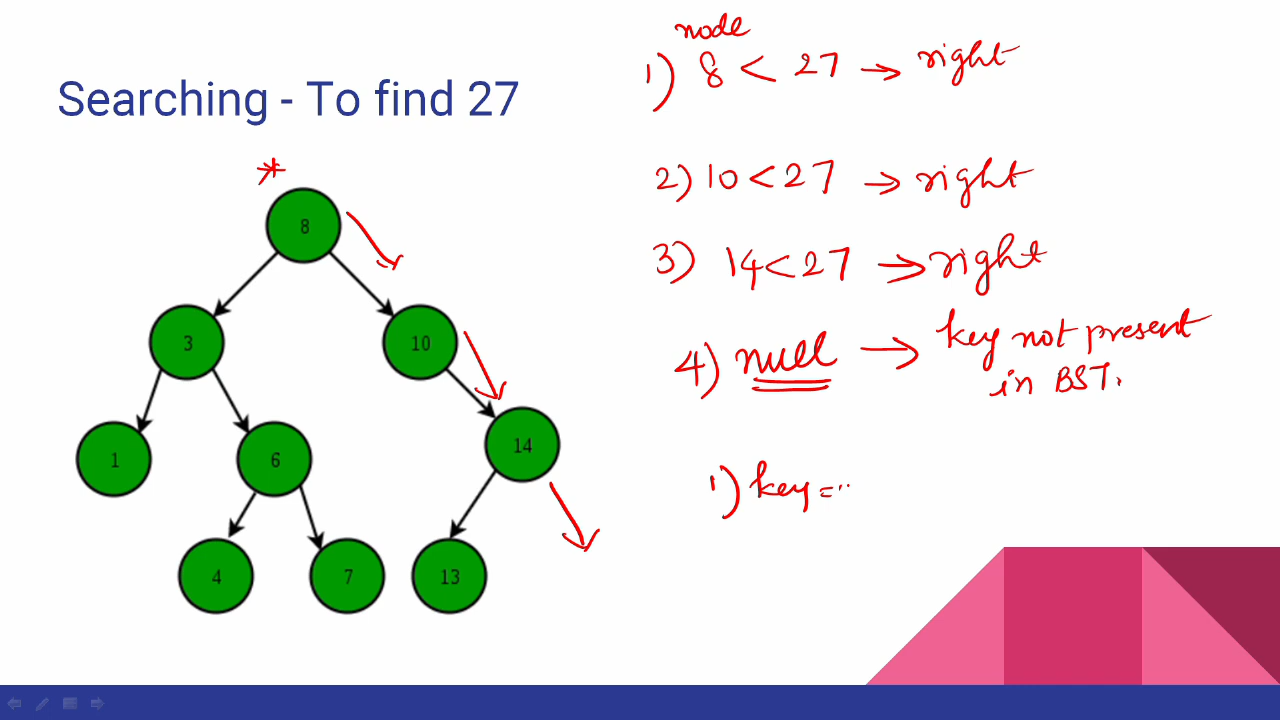 Searching - To find 27
node
1) 8 < 27 → right
2) 10 < 27 → right
3) 14 < 27 → right
4) null → key not present
in BST.
1) key =
8
3
10
1
6
14
4
7
13